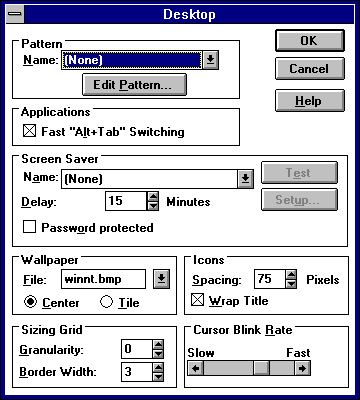 Desktop
Pattern
Name: (None)
Edit Pattern...
OK
Cancel
Help
Applications
Fast "Alt+Tab" Switching
Screen Saver
Name: (None)
Delay: 15 Minutes
Password protected
Test
Setup...
Wallpaper
File: winnt.bmp
Center Tile
Icons
Spacing: 75 Pixels
Wrap Title
Sizing Grid
Granularity: 0
Border Width: 3
Cursor Blink Rate
Slow Fast